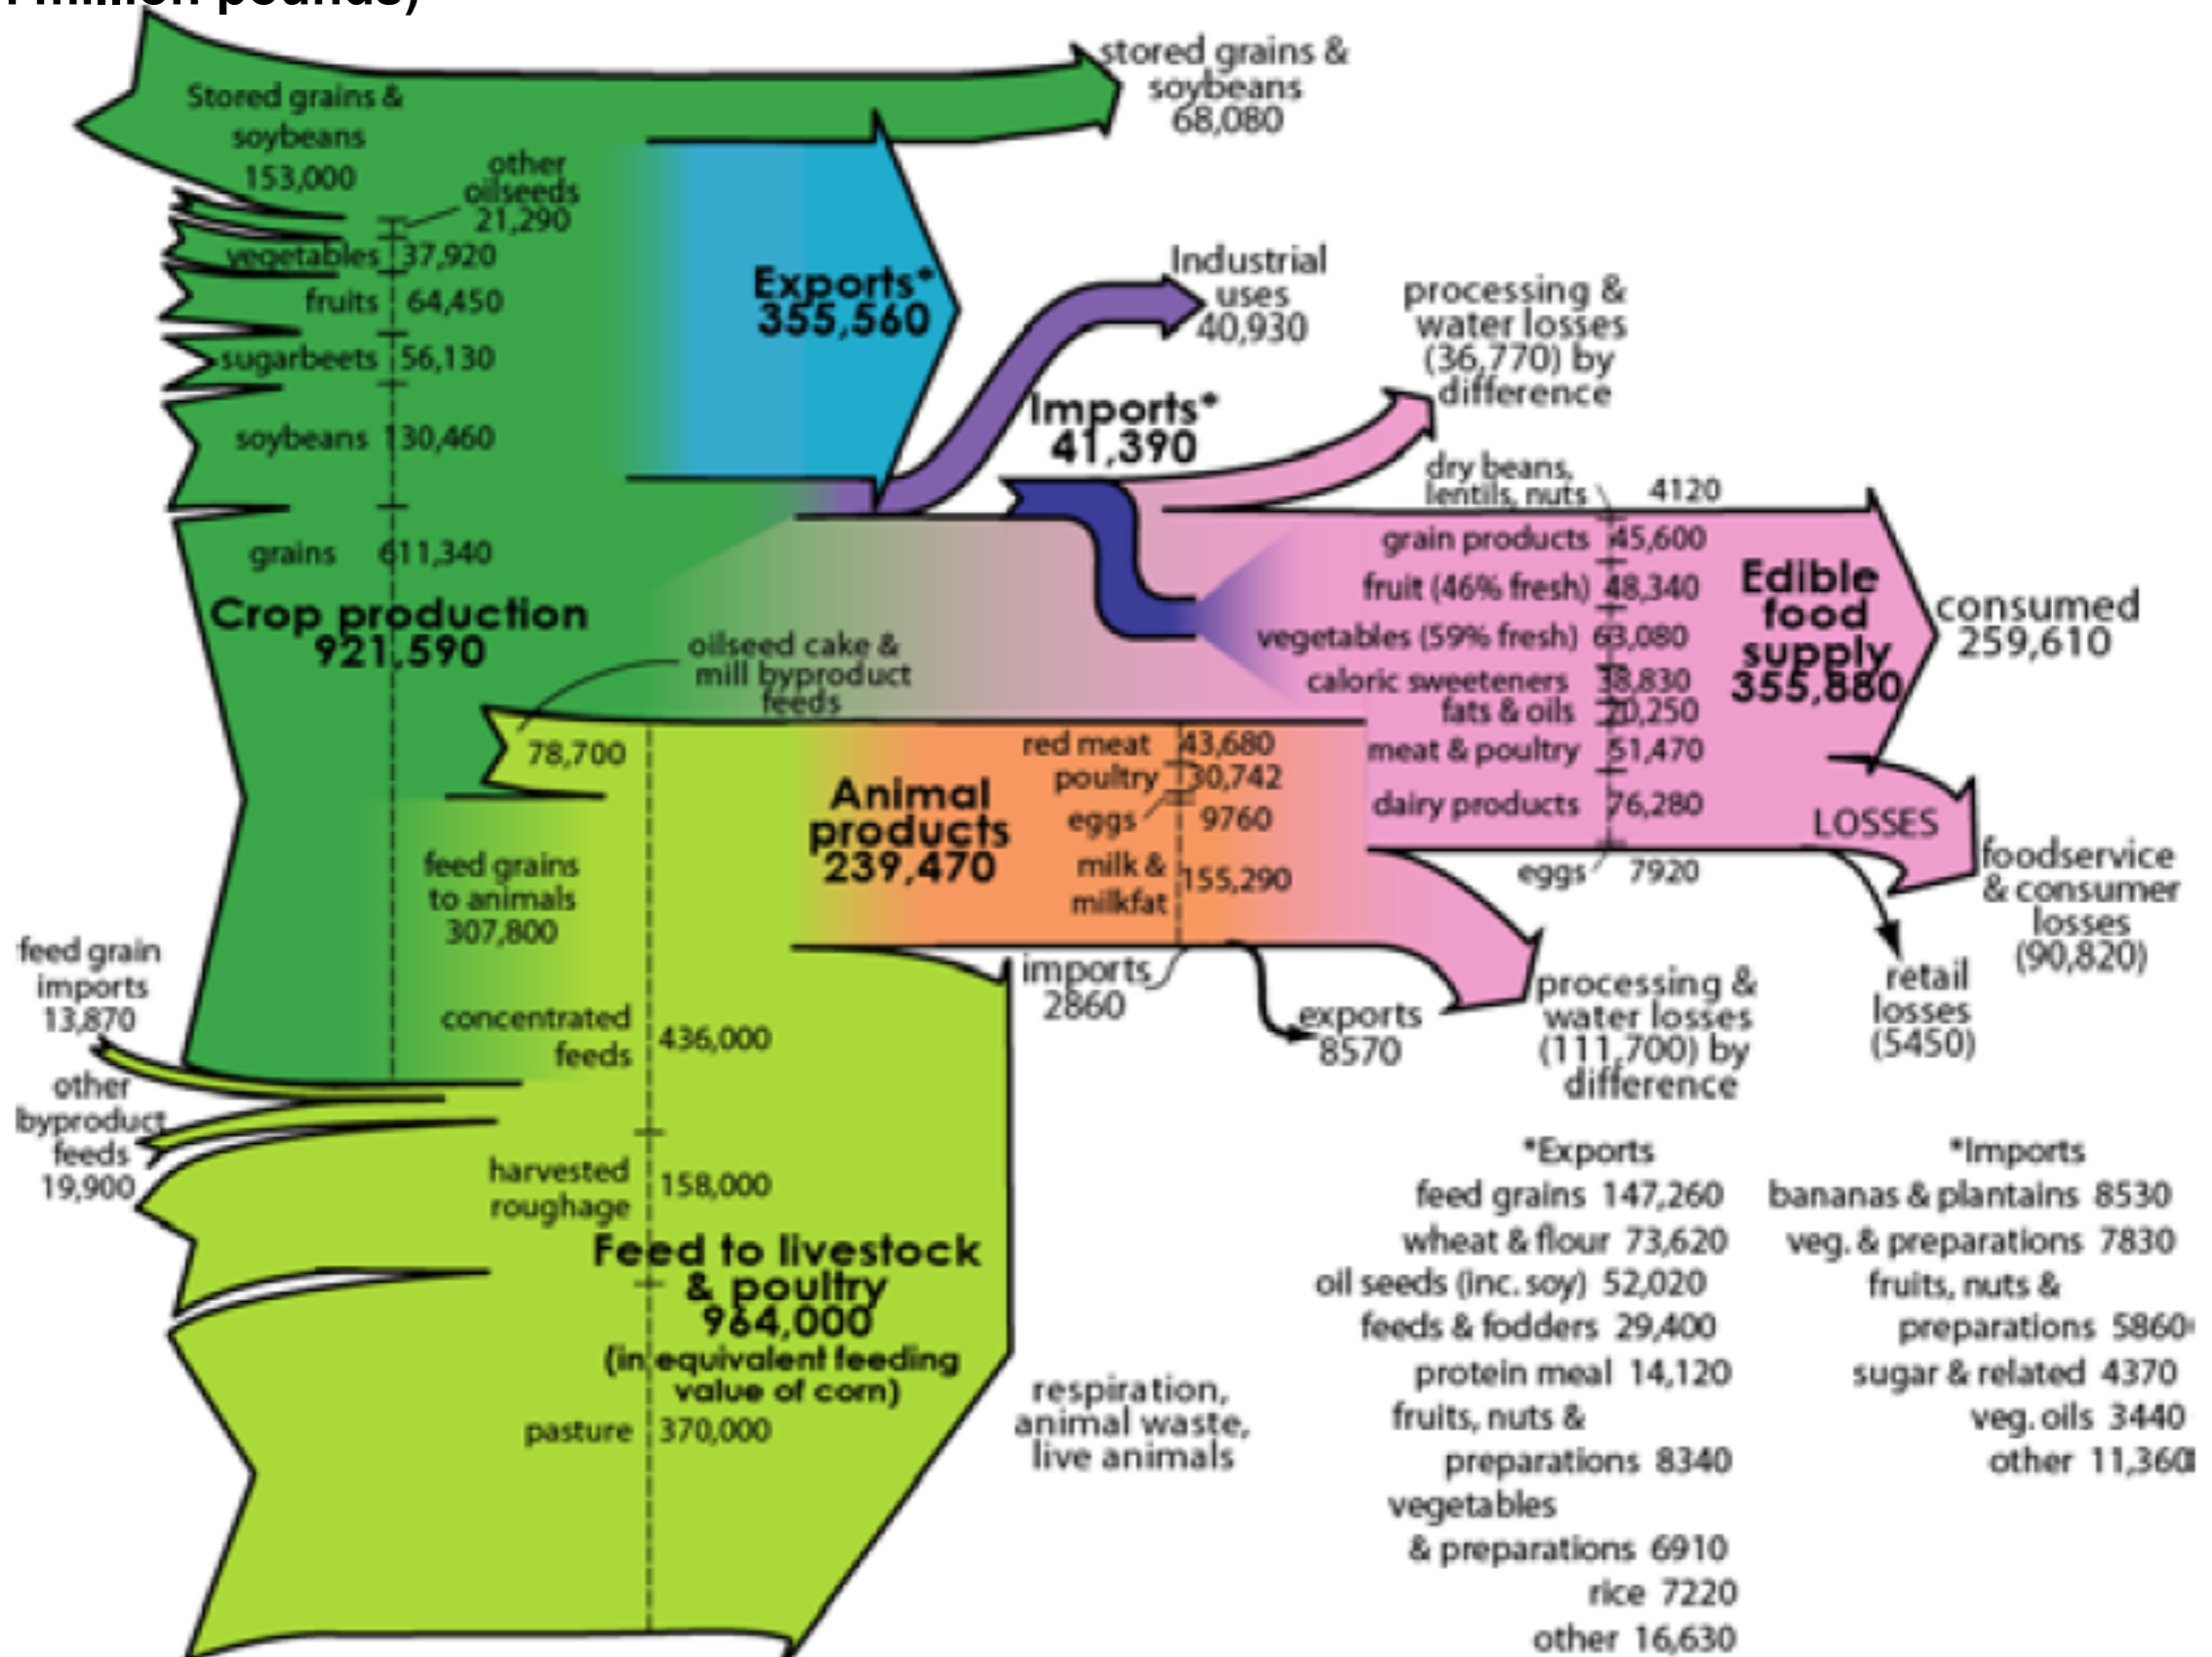 million pounds)
stored grains &
soybeans
68,080
Stored grains &
soybeans
153,000
other
oilseeds
21,290
vegetables 37,920
fruits 64,450
sugarbeets 56,130
soybeans 130,460
grains 611,340
Crop production
921,590
Exports*
355,560
Industrial
uses
40,930
Imports*
41,390
processing &
water losses
(36,770) by
difference
dry beans,
lentils, nuts 4120
grain products 45,600
fruit (46% fresh) 48,340
vegetables (59% fresh) 63,080
caloric sweeteners 38,830
fats & oils 20,250
meat & poultry 51,470
dairy products 76,280
eggs 7920
Edible
food
supply
355,880
consumed
259,610
LOSSES
foodservice
& consumer
losses
(90,820)
retail
losses
(5450)
oilseed cake &
mill byproduct
feeds
78,700
Animal
products
239,470
red meat 43,680
poultry 30,742
eggs 9760
milk &
milkfat 155,290
imports
2860
exports
8570
processing &
water losses
(111,700) by
difference
feed grains
to animals
307,800
feed grain
imports
13,870
other
byproduct
feeds
19,900
concentrated
feeds 436,000
harvested
roughage 158,000
Feed to livestock
& poultry
964,000
(in equivalent feeding
value of corn)
pasture 370,000
respiration,
animal waste,
live animals
*Exports
feed grains 147,260
wheat & flour 73,620
oil seeds (inc. soy) 52,020
feeds & fodders 29,400
protein meal 14,120
fruits, nuts &
preparations 8340
vegetables
& preparations 6910
rice 7220
other 16,630
*Imports
bananas & plantains 8530
veg. & preparations 7830
fruits, nuts &
preparations 5860
sugar & related 4370
veg. oils 3440
other 11,360